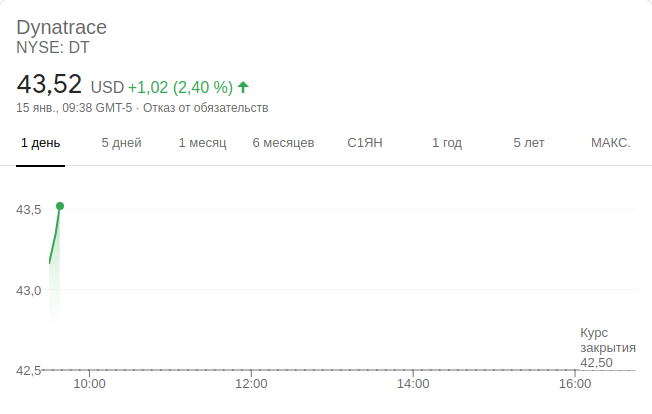 Dynatrace
NYSE: DT
43,52 USD +1,02 (2,40 %)
15 янв., 09:38 GMT-5 · Отказ от обязательств
1 день 5 дней 1 месяц 6 месяцев С1ЯН 1 год 5 лет МАКС.
43,5
43,0
Курс
закрытия
42,50
42,5
10:00 12:00 14:00 16:00